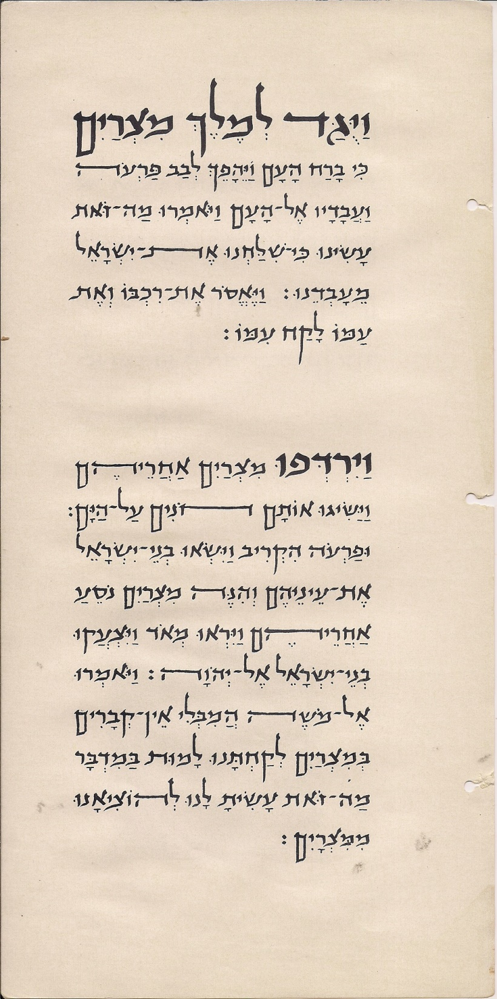 וַיֻּגַּד לְמֶלֶךְ מִצְרַיִם
כִּי בָרַח הָעָם וַיֵּהָפֵךְ לְבַב פַּרְעֹה
וַעֲבָדָיו אֶל-הָעָם וַיֹּאמְרוּ מַה-זֹּאת
עָשִׂינוּ כִּי-שִׁלַּחְנוּ אֶת-יִשְׂרָאֵל
מֵעָבְדֵנוּ: וַיֶּאֱסֹר אֶת-רִכְבּוֹ וְאֶת
עַמּוֹ לָקַח עִמּוֹ:
וַיִּרְדְּפוּ מִצְרַיִם אַחֲרֵיהֶם
וַיַּשִּׂיגוּ אוֹתָם חֹנִים עַל-הַיָּם:
וּפַרְעֹה הִקְרִיב וַיִּשְׂאוּ בְנֵי-יִשְׂרָאֵל
אֶת-עֵינֵיהֶם וְהִנֵּה מִצְרַיִם נֹסֵעַ
אַחֲרֵיהֶם וַיִּירְאוּ מְאֹד וַיִּצְעֲקוּ
בְנֵי-יִשְׂרָאֵל אֶל-יְהֹוָה: וַיֹּאמְרוּ
אֶל-מֹשֶׁה הֲמִבְּלִי אֵין-קְבָרִים
בְּמִצְרַיִם לְקַחְתָּנוּ לָמוּת בַּמִּדְבָּר
מַה-זֹּאת עָשִׂיתָ לָּנוּ לְהוֹצִיאָנוּ
מִמִּצְרָיִם: